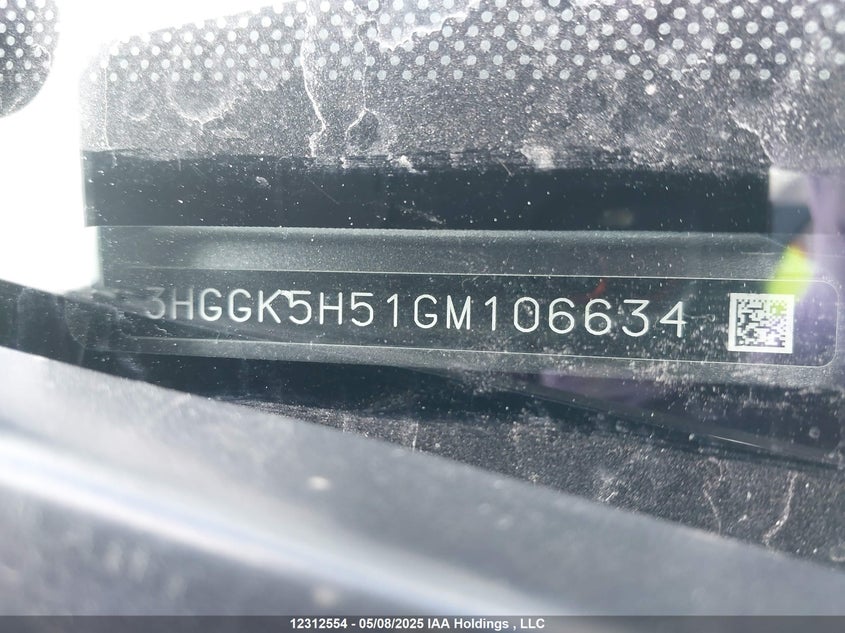 3HGGK5H51GM106634
12312554 - 05/08/2025 IAA Holdings , LLC